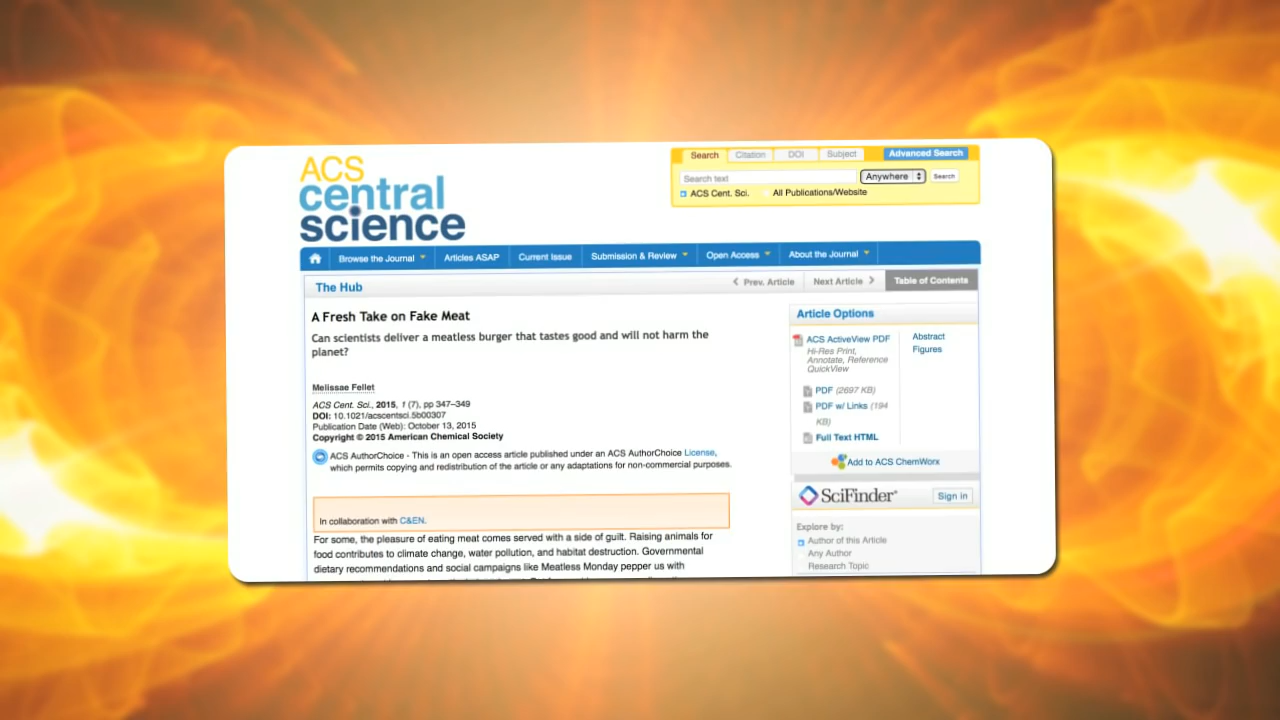 ACS
central
science
Search Citation DOI Subject Advanced Search
Search text Anywhere Search
ACS Cent. Sci. All Publications/Website
Browse the Journal Articles ASAP Current Issue Submission & Review Open Access About the Journal
The Hub
Prev. Article Next Article Table of Contents
A Fresh Take on Fake Meat
Can scientists deliver a meatless burger that tastes good and will not harm the
planet?
Melissae Fellet
ACS Cent. Sci., 2015, 1 (7), pp 347–349
DOI: 10.1021/acscentsci.5b00307
Publication Date (Web): October 13, 2015
Copyright © 2015 American Chemical Society
ACS AuthorChoice - This is an open access article published under an ACS AuthorChoice License,
which permits copying and redistribution of the article or any adaptations for non-commercial purposes.
In collaboration with C&EN.
For some, the pleasure of eating meat comes served with a side of guilt. Raising animals for
food contributes to climate change, water pollution, and habitat destruction. Governmental
dietary recommendations and social campaigns like Meatless Monday pepper us with
Article Options
ACS ActiveView PDF
Hi-Res Print,
Annotate, Reference
QuickView
PDF (2697 KB)
PDF w/ Links (194
KB)
Full Text HTML
Abstract
Figures
Add to ACS ChemWorx
SciFinder® Sign in
Explore by:
Author of this Article
Any Author
Research Topic